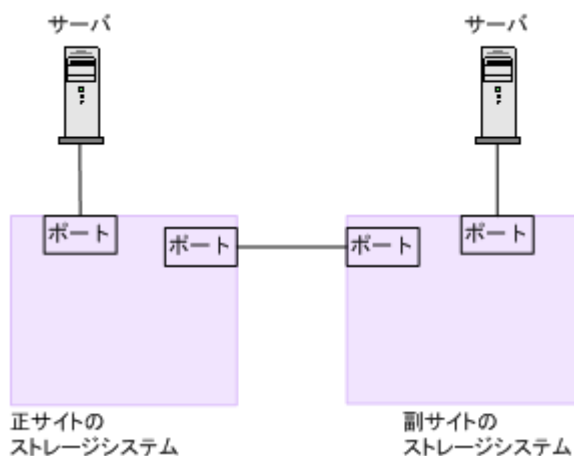 サーバ
サーバ
ポート
ポート
ポート
ポート
正サイトの
ストレージシステム
副サイトの
ストレージシステム